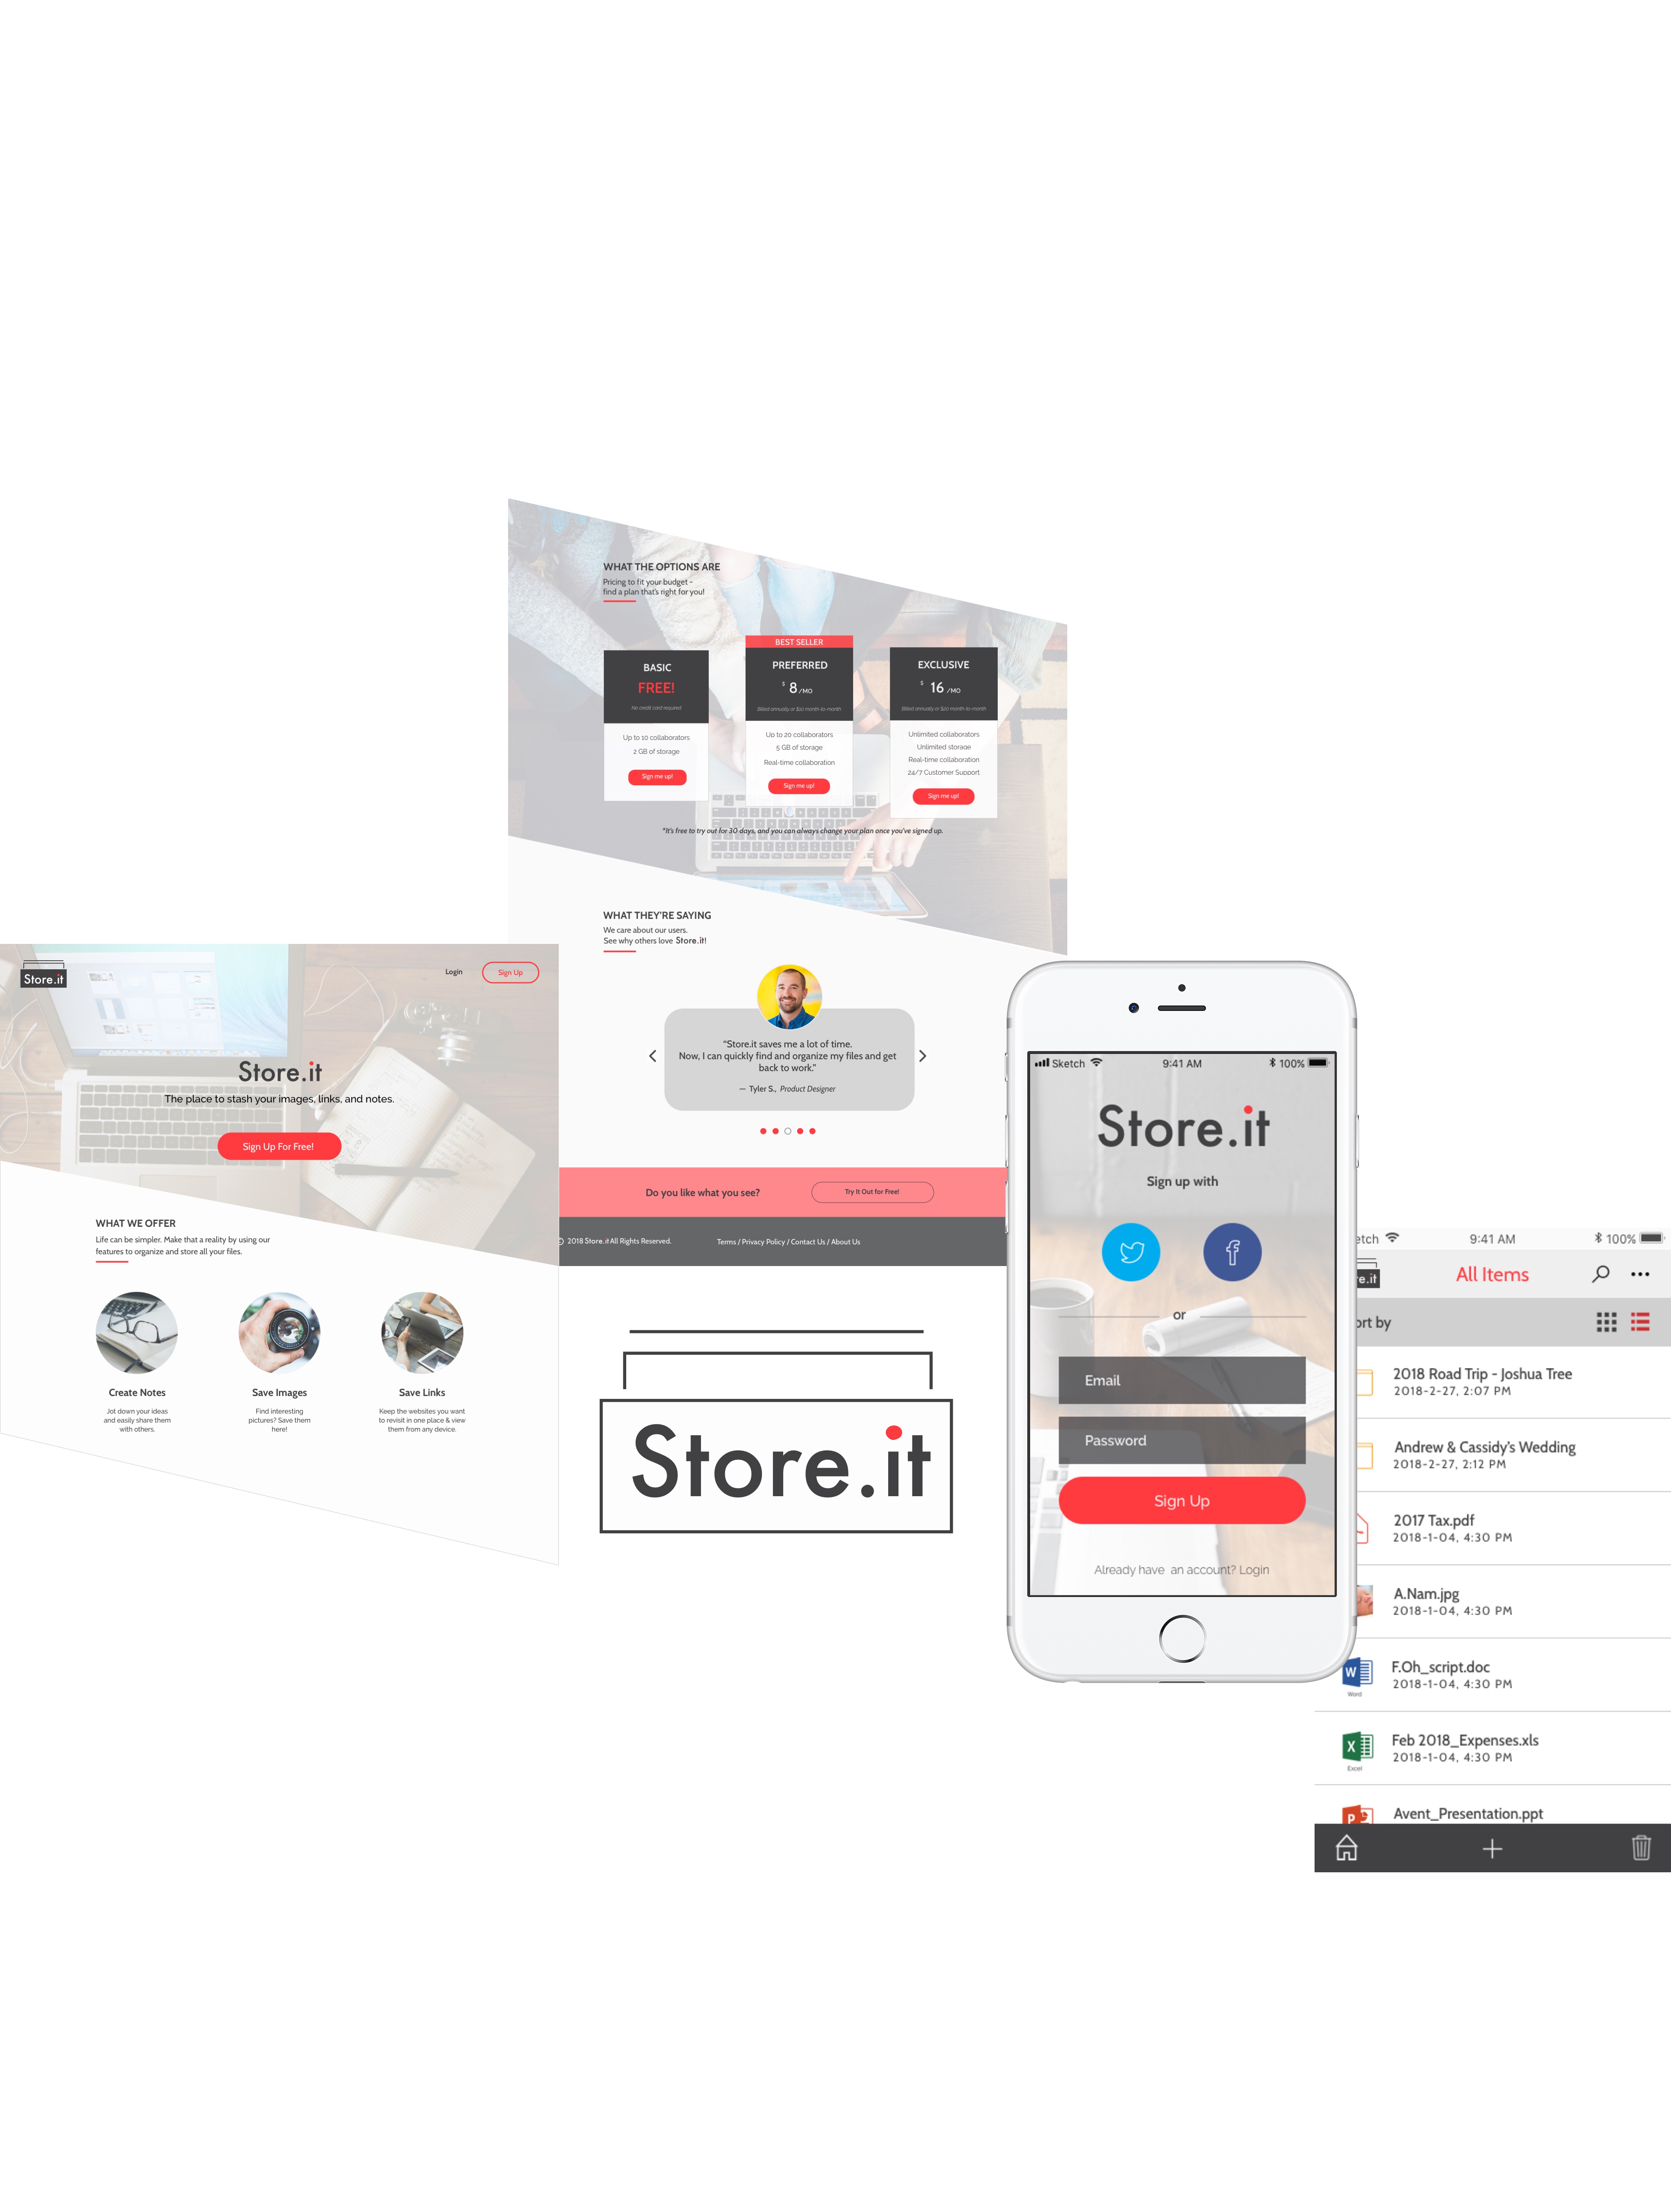 WHAT THE OPTIONS ARE
Pricing to fit your budget -
find a plan that's right for you!
BASIC
FREE!
No credit card required
Up to 10 collaborators
2 GB of storage
Sign me up!
BEST SELLER
PREFERRED
$ 8 /MO
Billed annually or $10 month-to-month
Up to 20 collaborators
5 GB of storage
Real-time collaboration
Sign me up!
EXCLUSIVE
$ 16 /MO
Billed annually or $20 month-to-month
Unlimited collaborators
Unlimited storage
Real-time collaboration
24/7 Customer Support
Sign me up!
*It's free to try out for 30 days, and you can always change your plan once you've signed up.
WHAT THEY'RE SAYING
We care about our users.
See why others love Store.it!
"Store.it saves me a lot of time.
Now, I can quickly find and organize my files and get
back to work."
— Tyler S., Product Designer
Do you like what you see?
Try It Out for Free!
© 2018 Store.it All Rights Reserved.
Terms / Privacy Policy / Contact Us / About Us
Store.it
Login
Sign Up
Store.it
The place to stash your images, links, and notes.
Sign Up For Free!
WHAT WE OFFER
Life can be simpler. Make that a reality by using our
features to organize and store all your files.
Create Notes
Jot down your ideas
and easily share them
with others.
Save Images
Find interesting
pictures? Save them
here!
Save Links
Keep the websites you want
to revisit in one place & view
them from any device.
Store.it
Sketch
9:41 AM
100%
Store.it
Sign up with
or
Email
Password
Sign Up
Already have an account? Login
etch
9:41 AM
100%
re.it
All Items
ort by
2018 Road Trip - Joshua Tree
2018-2-27, 2:07 PM
Andrew & Cassidy's Wedding
2018-2-27, 2:12 PM
2017 Tax.pdf
2018-1-04, 4:30 PM
A.Nam.jpg
2018-1-04, 4:30 PM
W
Word
F.Oh_script.doc
2018-1-04, 4:30 PM
X
Excel
Feb 2018_Expenses.xls
2018-1-04, 4:30 PM
P
Avent_Presentation.ppt